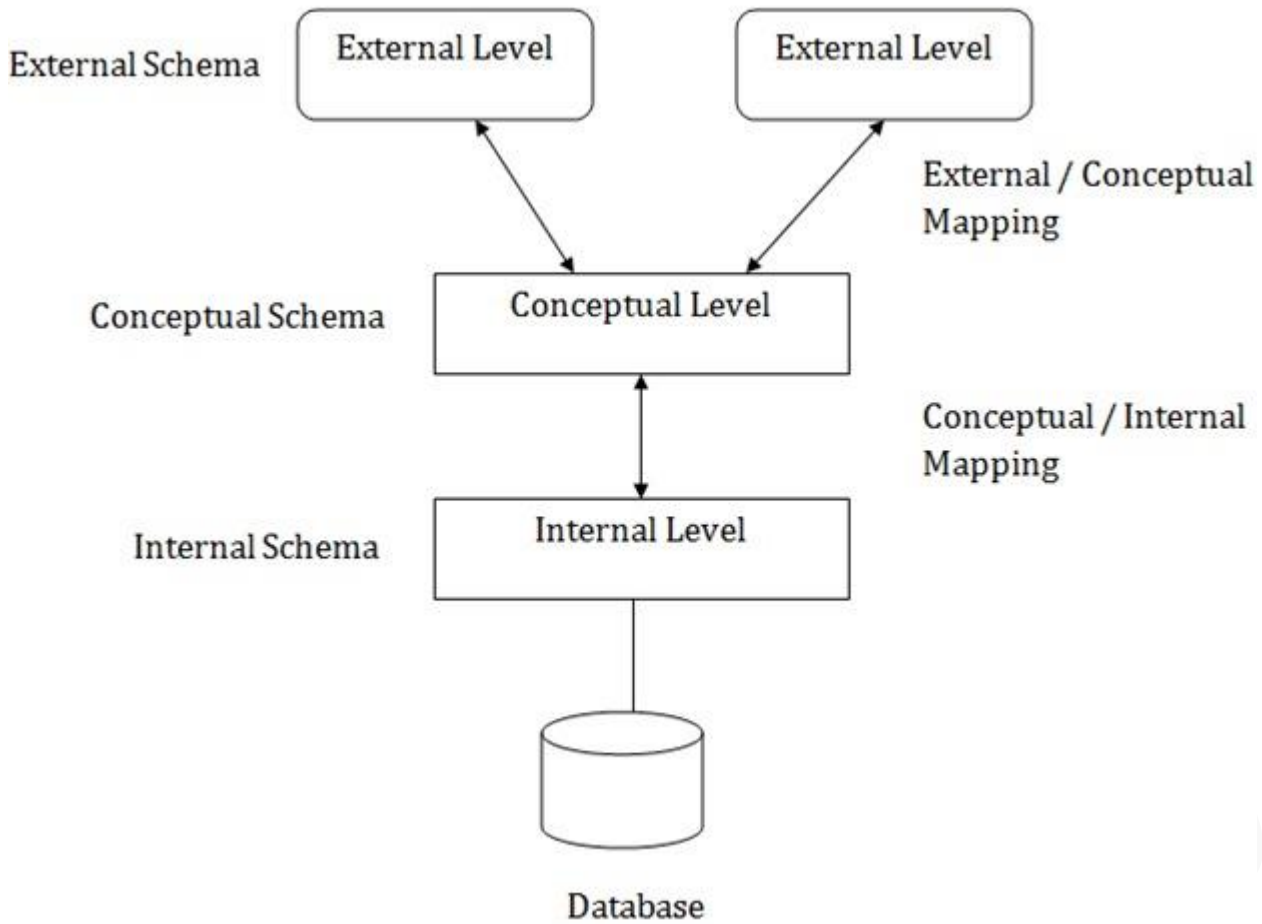 External Level
External Level
External Schema
External / Conceptual
Mapping
Conceptual Level
Conceptual Schema
Conceptual / Internal
Mapping
Internal Level
Internal Schema
Database